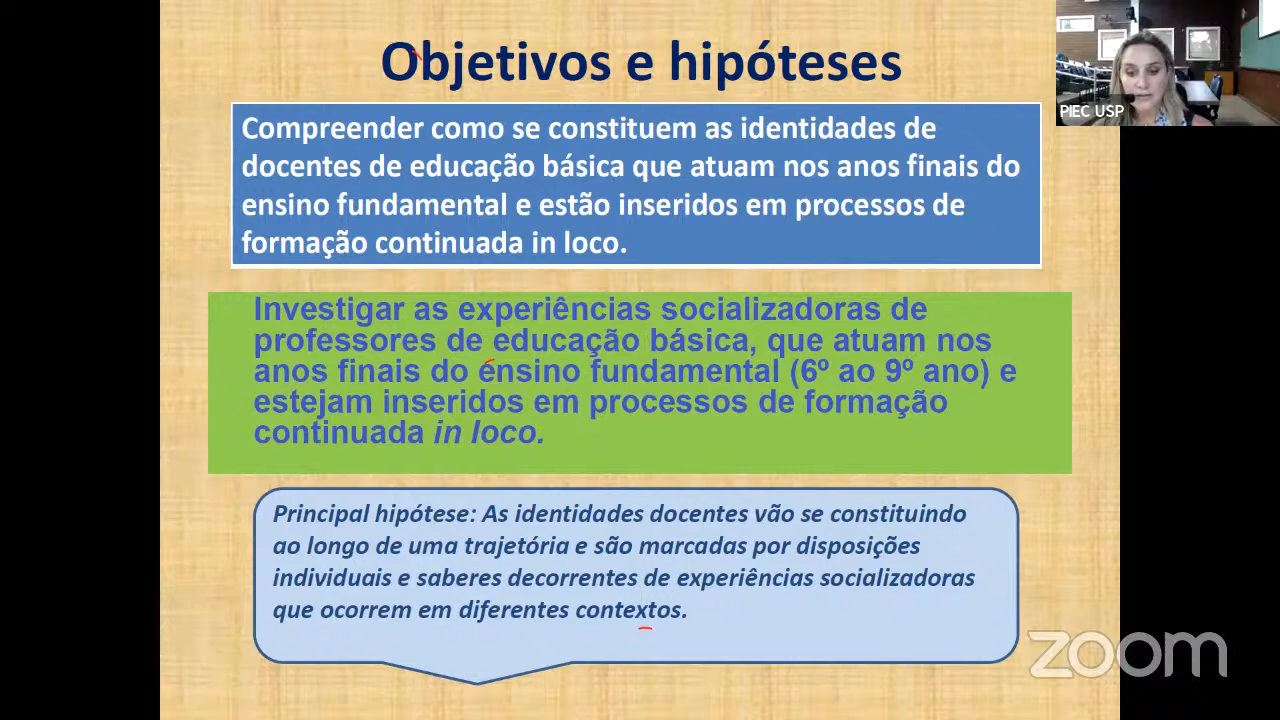 Objetivos e hipóteses
PIEC USP
Compreender como se constituem as identidades de
docentes de educação básica que atuam nos anos finais do
ensino fundamental e estão inseridos em processos de
formação continuada in loco.
Investigar as experiências socializadoras de
professores de educação básica, que atuam nos
anos finais do ensino fundamental (6º ao 9º ano) e
estejam inseridos em processos de formação
continuada in loco.
Principal hipótese: As identidades docentes vão se constituindo
ao longo de uma trajetória e são marcadas por disposições
individuais e saberes decorrentes de experiências socializadoras
que ocorrem em diferentes contextos.
zoom